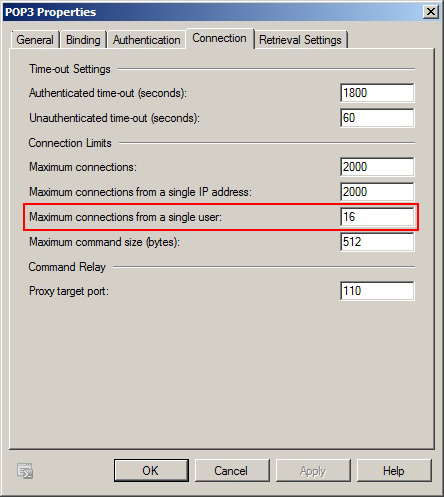 POP3 Properties
General Binding Authentication Connection Retrieval Settings
Time-out Settings
Authenticated time-out (seconds): 1800
Unauthenticated time-out (seconds): 60
Connection Limits
Maximum connections: 2000
Maximum connections from a single IP address: 2000
Maximum connections from a single user: 16
Maximum command size (bytes): 512
Command Relay
Proxy target port: 110
OK Cancel Apply Help